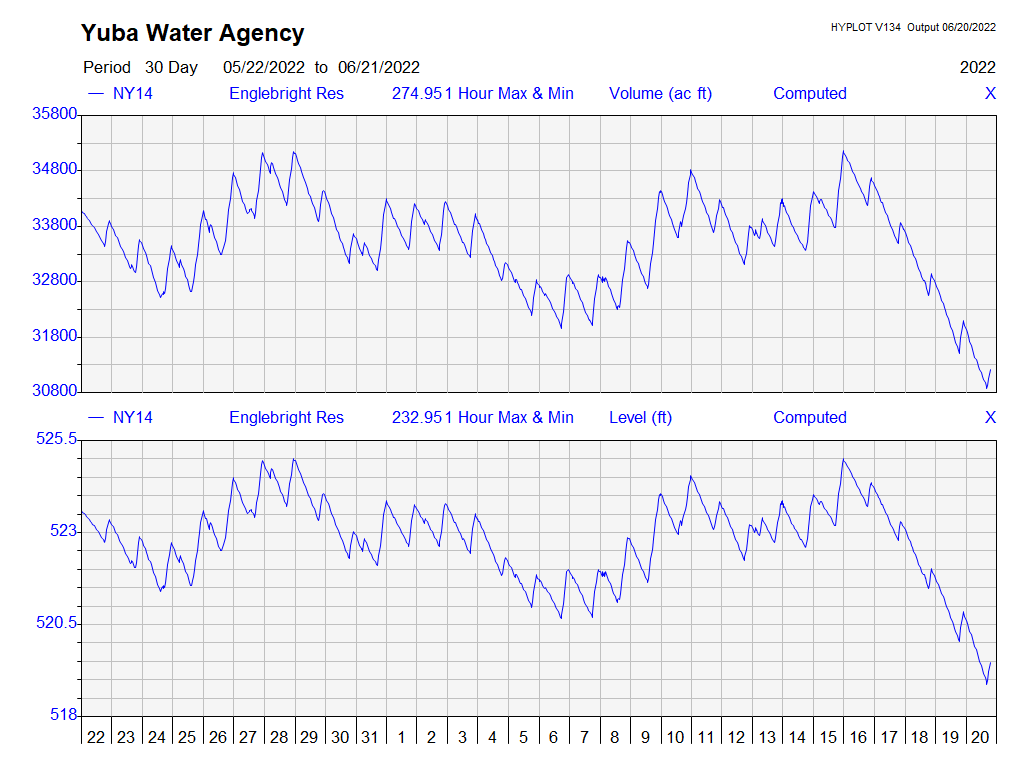 Yuba Water Agency
HYPLOT V134 Output 06/20/2022
Period 30 Day 05/22/2022 to 06/21/2022 2022
NY14 Englebright Res 274.95 1 Hour Max & Min Volume (ac ft) Computed X
35800
34800
33800
32800
31800
30800
NY14 Englebright Res 232.95 1 Hour Max & Min Level (ft) Computed X
525.5
523
520.5
518
22 23 24 25 26 27 28 29 30 31 1 2 3 4 5 6 7 8 9 10 11 12 13 14 15 16 17 18 19 20